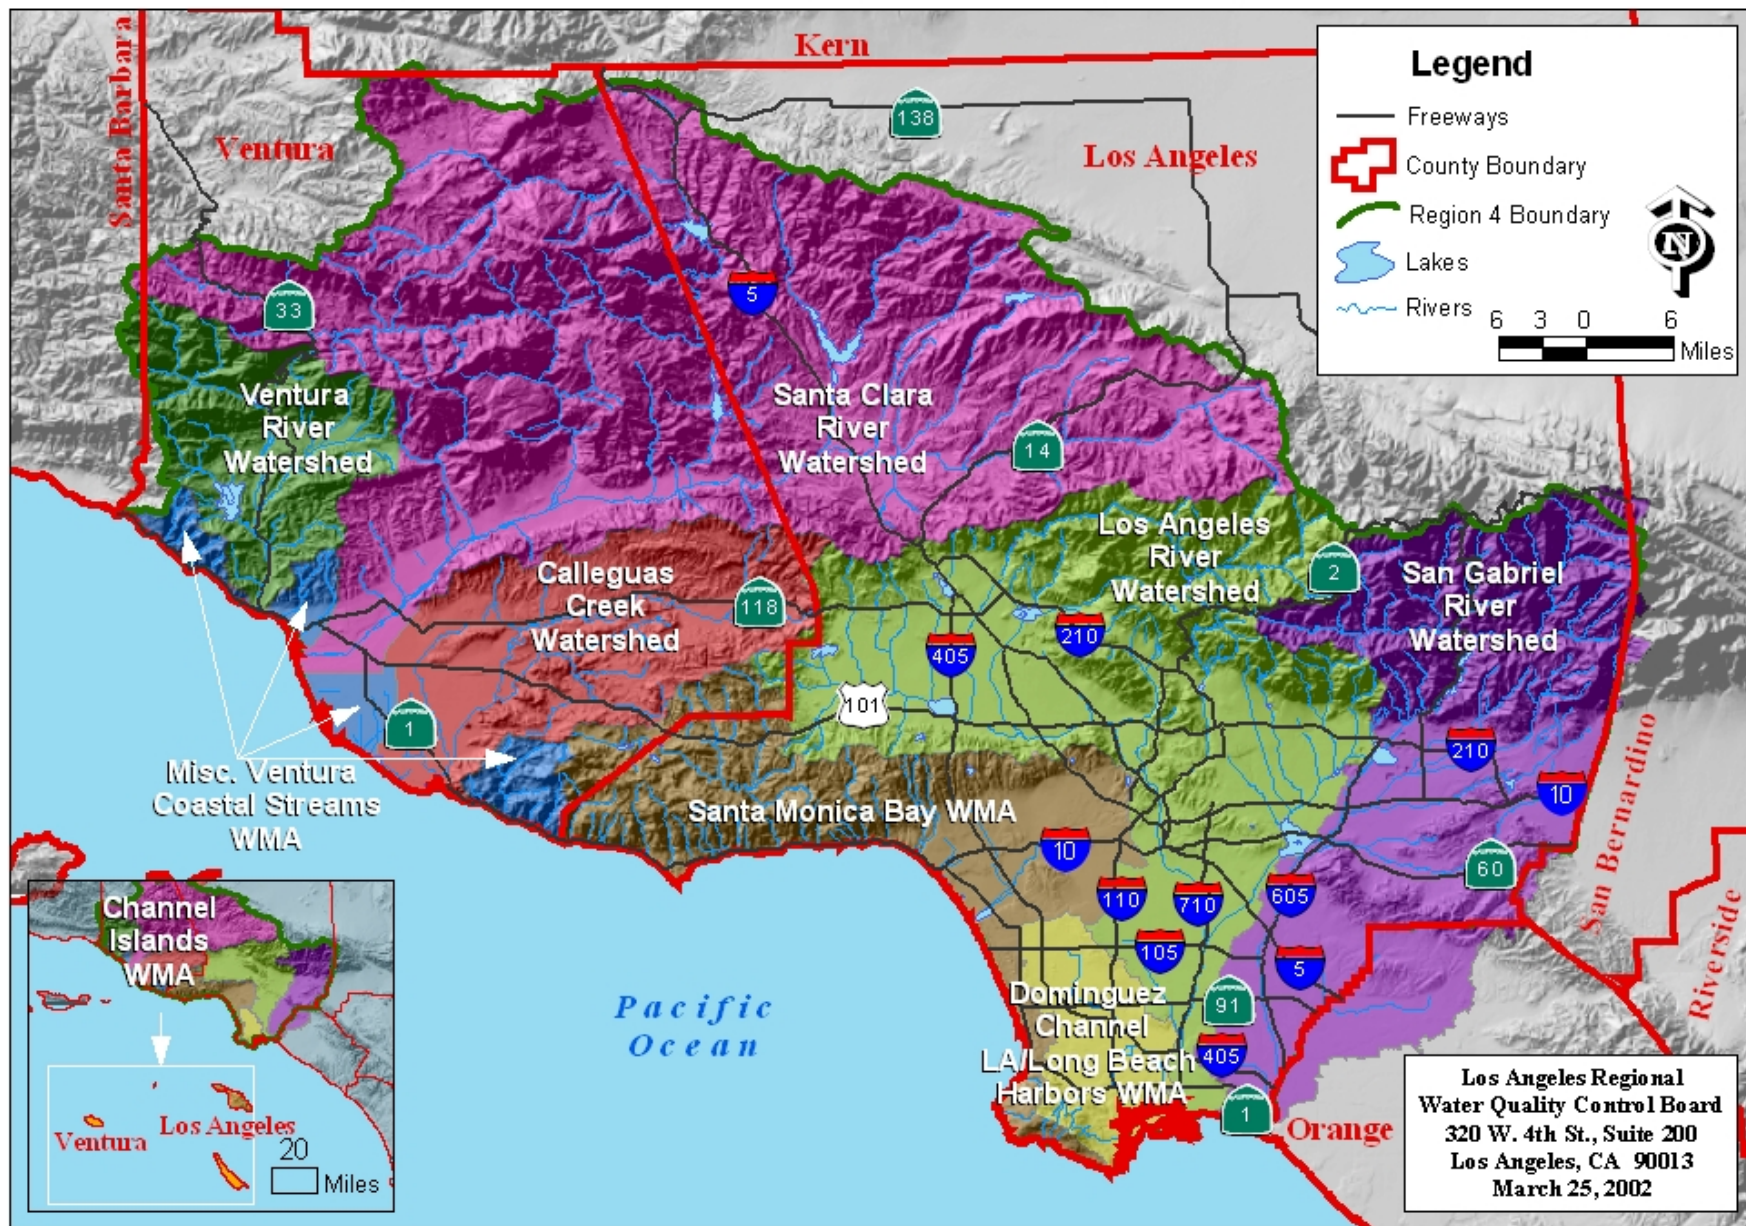 Kern
Santa Barbara
Ventura
Los Angeles
138
33
5
Ventura
River
Watershed
Santa Clara
River
Watershed
14
Los Angeles
River
Watershed
2
San Gabriel
River
Watershed
Calleguas
Creek
Watershed
118
405
210
101
1
210
10
Misc. Ventura
Coastal Streams
WMA
Santa Monica Bay WMA
10
60
110
710
605
105
5
91
405
1
Dominguez
Channel
LA/Long Beach
Harbors WMA
San Bernardino
Riverside
Orange
Pacific
Ocean
Legend
Freeways
County Boundary
Region 4 Boundary
Lakes
Rivers
N
6 3 0 6
Miles
Channel
Islands
WMA
Ventura
Los Angeles
20
Miles
Los Angeles Regional
Water Quality Control Board
320 W. 4th St., Suite 200
Los Angeles, CA 90013
March 25, 2002